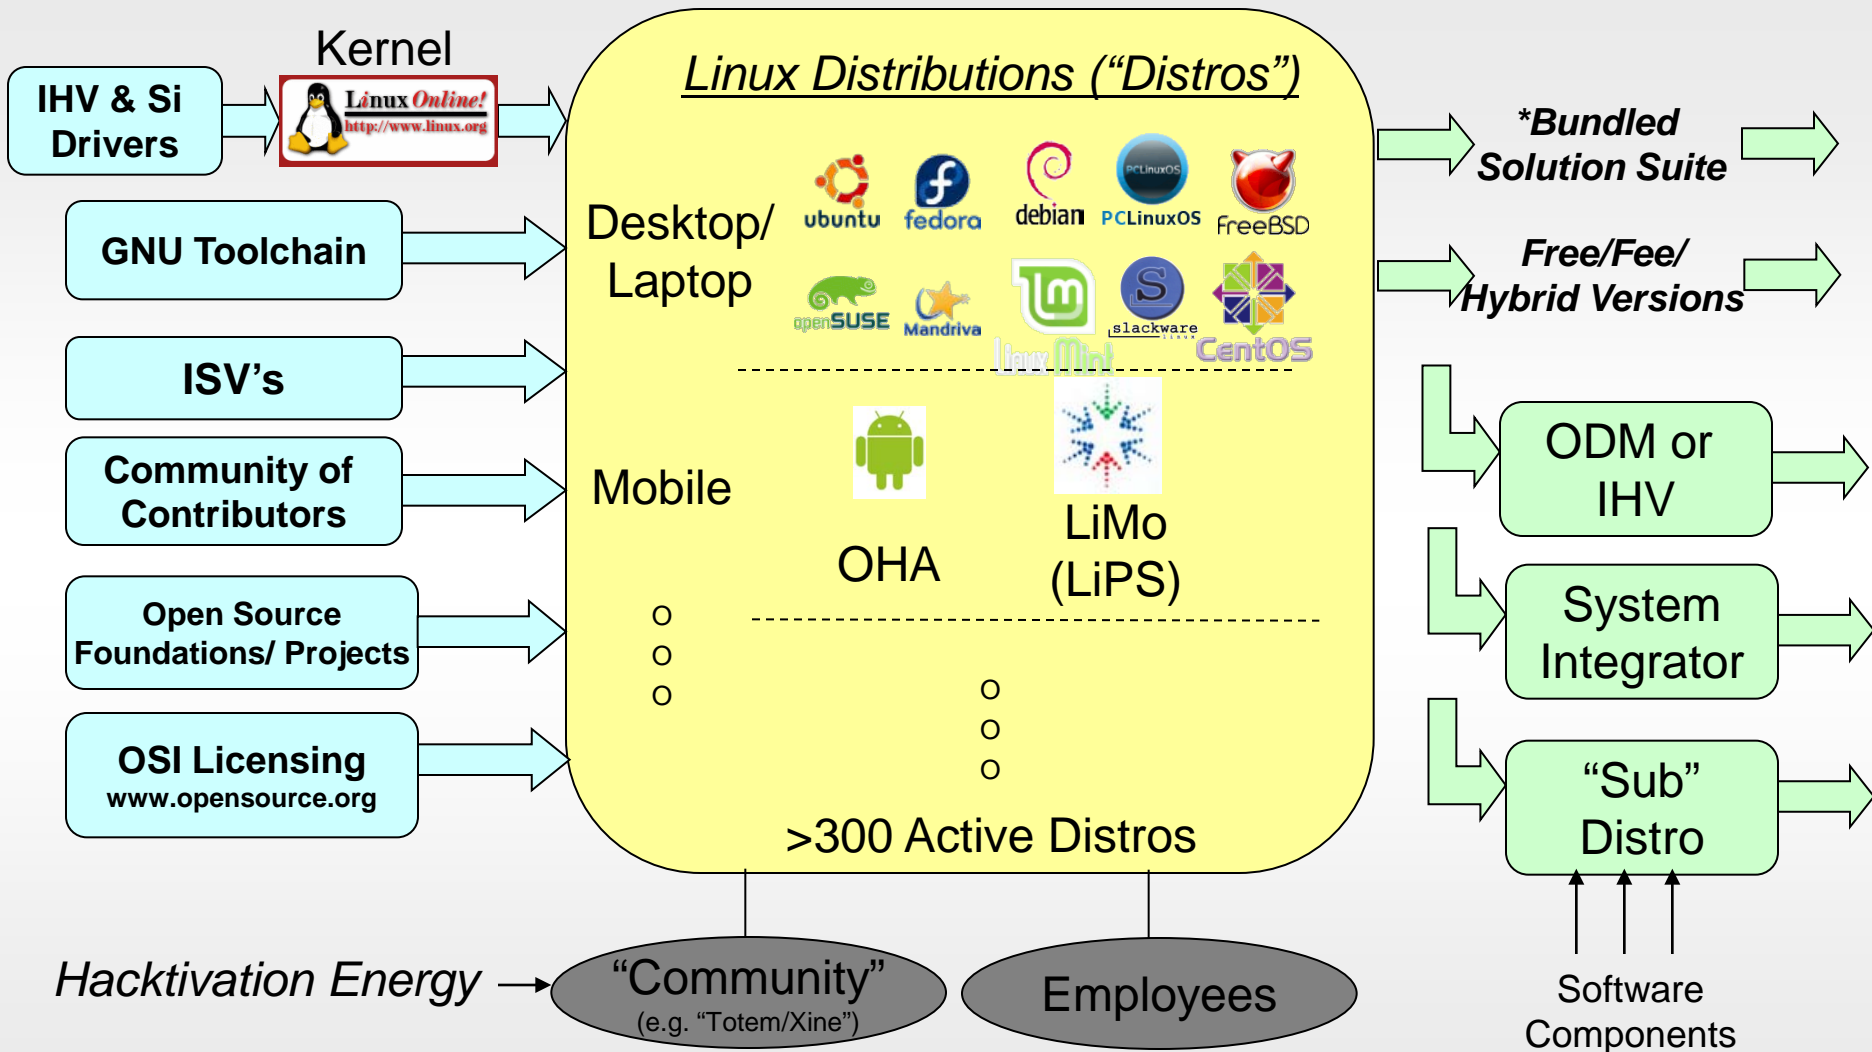 Kernel
IHV & Si
Drivers
Linux Online!
http://www.linux.org
GNU Toolchain
ISV's
Community of
Contributors
Open Source
Foundations/ Projects
OSI Licensing
www.opensource.org
Linux Distributions (“Distros”)
Desktop/
Laptop
ubuntu
fedora
debian
PCLinuxOS
PCLinuxOS
FreeBSD
openSUSE
Mandriva
Linux Mint
S
slackware
linux
CentOS
Mobile
OHA
LiMo
(LiPS)
O
O
O
O
O
O
>300 Active Distros
*Bundled
Solution Suite
Free/Fee/
Hybrid Versions
ODM or
IHV
System
Integrator
“Sub”
Distro
Software
Components
Hacktivation Energy
“Community”
(e.g. “Totem/Xine”)
Employees